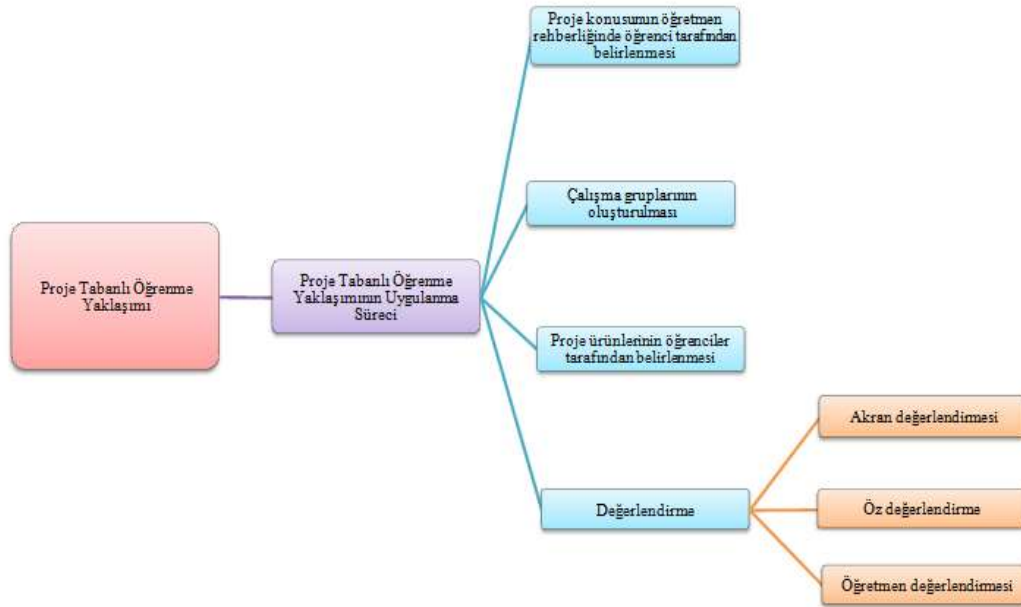 Proje konusunun öğretmen
rehberliğinde öğrenci tarafından
belirlenmesi
Çalışma gruplarının
oluşturulması
Proje Tabanlı Öğrenme
Yaklaşımı
Proje Tabanlı Öğrenme
Yaklaşımının Uygulanma
Süreci
Proje ürünlerinin öğrenciler
tarafından belirlenmesi
Değerlendirme
Akran değerlendirmesi
Öz değerlendirme
Öğretmen değerlendirmesi